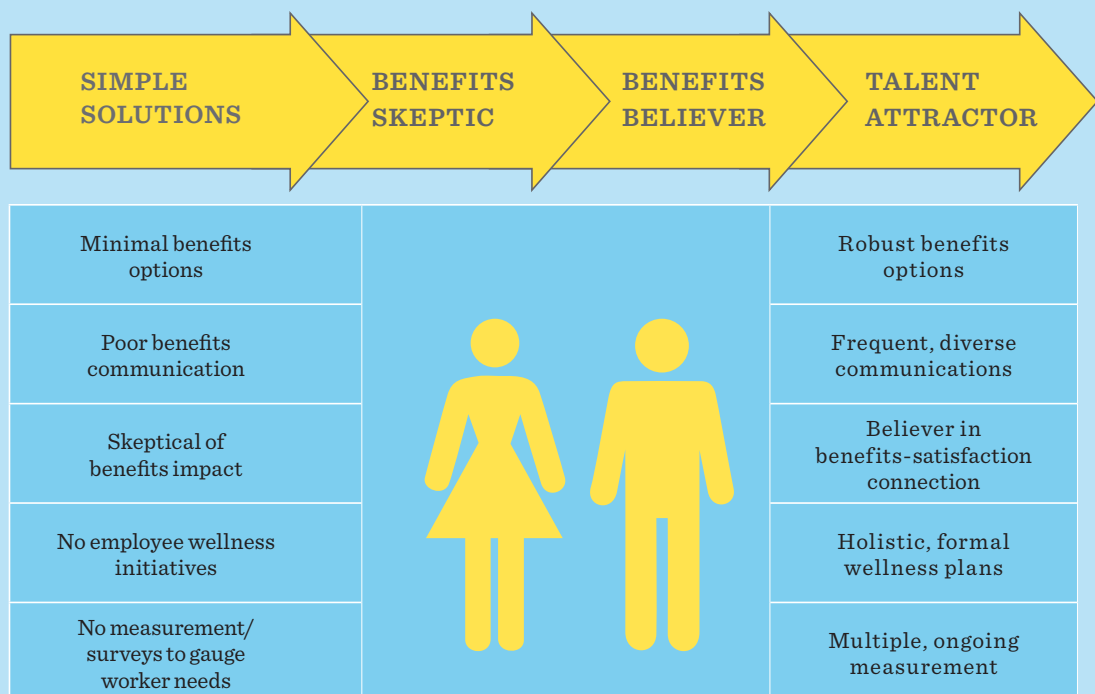 SIMPLE
SOLUTIONS
BENEFITS
SKEPTIC
BENEFITS
BELIEVER
TALENT
ATTRACTOR
Minimal benefits
options
Poor benefits
communication
Skeptical of
benefits impact
No employee wellness
initiatives
No measurement/
surveys to gauge
worker needs
Robust benefits
options
Frequent, diverse
communications
Believer in
benefits-satisfaction
connection
Holistic, formal
wellness plans
Multiple, ongoing
measurement